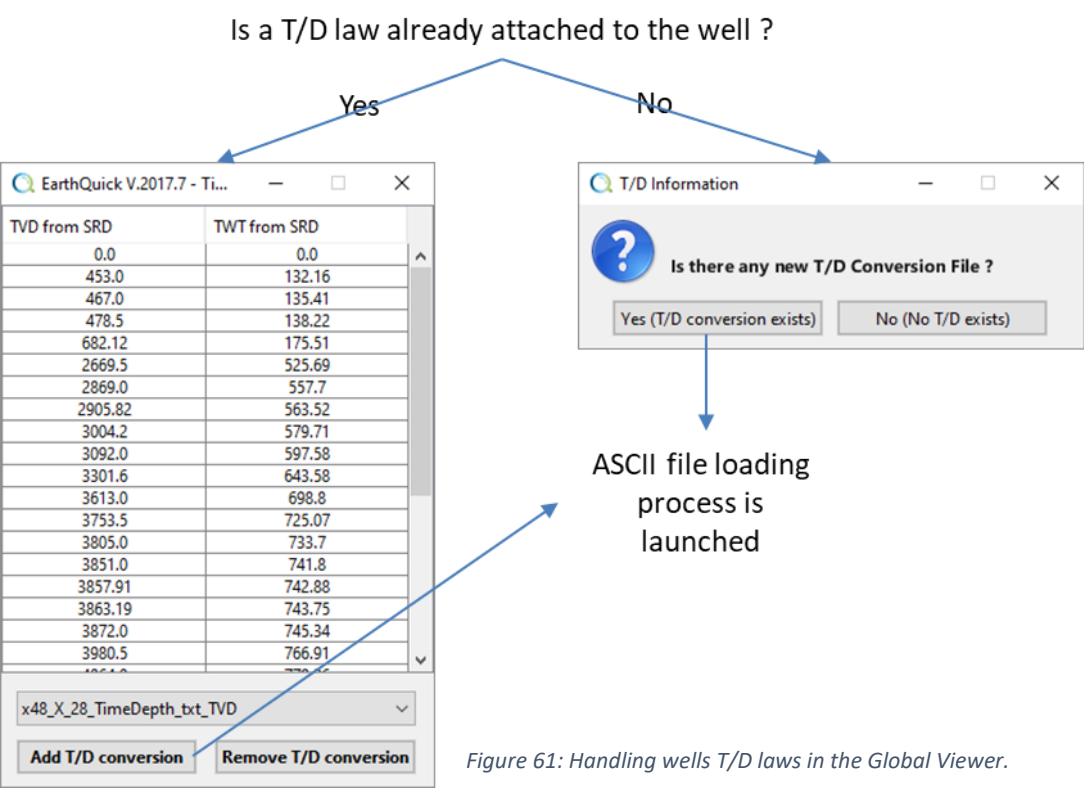 Is a T/D law already attached to the well ?
Yes
No
EarthQuick V.2017.7 - Ti...
TVD from SRD TWT from SRD
0.0 0.0
453.0 132.16
467.0 135.41
478.5 138.22
682.12 175.51
2669.5 525.69
2869.0 557.7
2905.82 563.52
3004.2 579.71
3092.0 597.58
3301.6 643.58
3613.0 698.8
3753.5 725.07
3805.0 733.7
3851.0 741.8
3857.91 742.88
3863.19 743.75
3872.0 745.34
3980.5 766.91
x48_X_28_TimeDepth_txt_TVD
Add T/D conversion Remove T/D conversion
T/D Information
Is there any new T/D Conversion File ?
Yes (T/D conversion exists) No (No T/D exists)
ASCII file loading
process is
launched
Figure 61: Handling wells T/D laws in the Global Viewer.